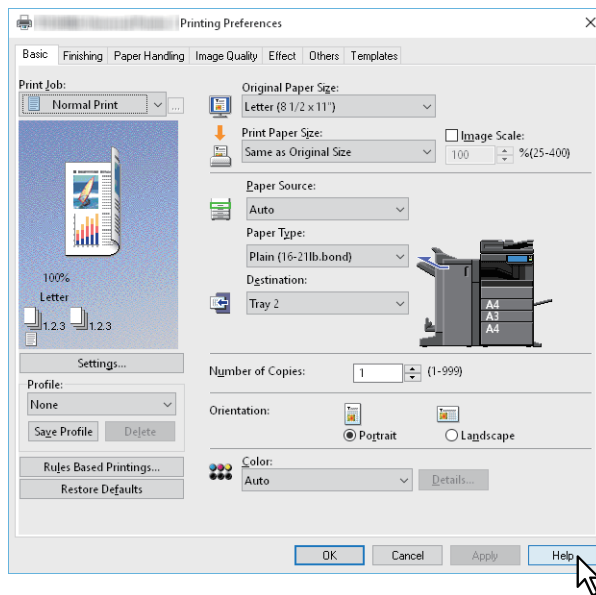 Printing Preferences
Basic Finishing Paper Handling Image Quality Effect Others Templates
Print Job:
Normal Print
...
100%
Letter
1.2.3 1.2.3
Settings...
Profile:
None
Save Profile Delete
Rules Based Printings...
Restore Defaults
Original Paper Size:
Letter (8 1/2 x 11")
Print Paper Size:
Same as Original Size
Image Scale:
100 %(25-400)
Paper Source:
Auto
Paper Type:
Plain (16-21lb.bond)
Destination:
Tray 2
A4
A3
A4
Number of Copies: 1 (1-999)
Orientation:
Portrait Landscape
Color:
Auto Details...
OK Cancel Apply Help